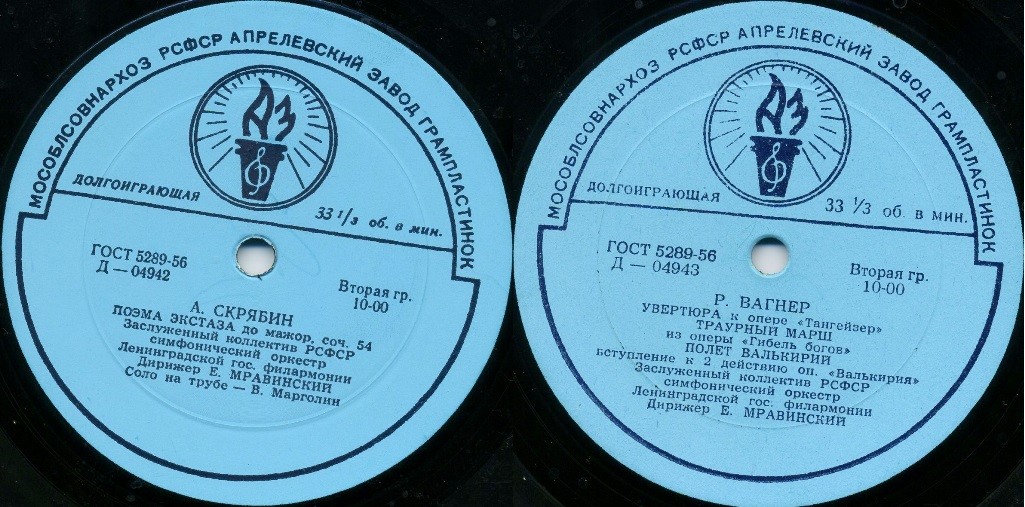 МОСОБЛСОВНАРХОЗ РСФСР АПРЕЛЕВСКИЙ ЗАВОД ГРАМПЛАСТИНОК
АЗ
ДОЛГОИГРАЮЩАЯ
33 1/3 об. в мин.
ГОСТ 5289-56
Д — 04942
Вторая гр.
10-00
А. СКРЯБИН
ПОЭМА ЭКСТАЗА до мажор, соч. 54
Заслуженный коллектив РСФСР
симфонический оркестр
Ленинградской гос. филармонии
Дирижер Е. МРАВИНСКИЙ
Соло на трубе — В. Марголин
МОСОБЛСОВНАРХОЗ РСФСР АПРЕЛЕВСКИЙ ЗАВОД ГРАМПЛАСТИНОК
АЗ
ДОЛГОИГРАЮЩАЯ
33 1/3 об. в мин.
ГОСТ 5289-56
Д — 04943
Вторая гр.
10-00
Р. ВАГНЕР
УВЕРТЮРА к опере «Тангейзер»
ТРАУРНЫЙ МАРШ
из оперы «Гибель богов»
ПОЛЕТ ВАЛЬКИРИЙ
вступление к 2 действию оп. «Валькирия»
Заслуженный коллектив РСФСР
симфонический оркестр
Ленинградской гос. филармонии
Дирижер Е. МРАВИНСКИЙ